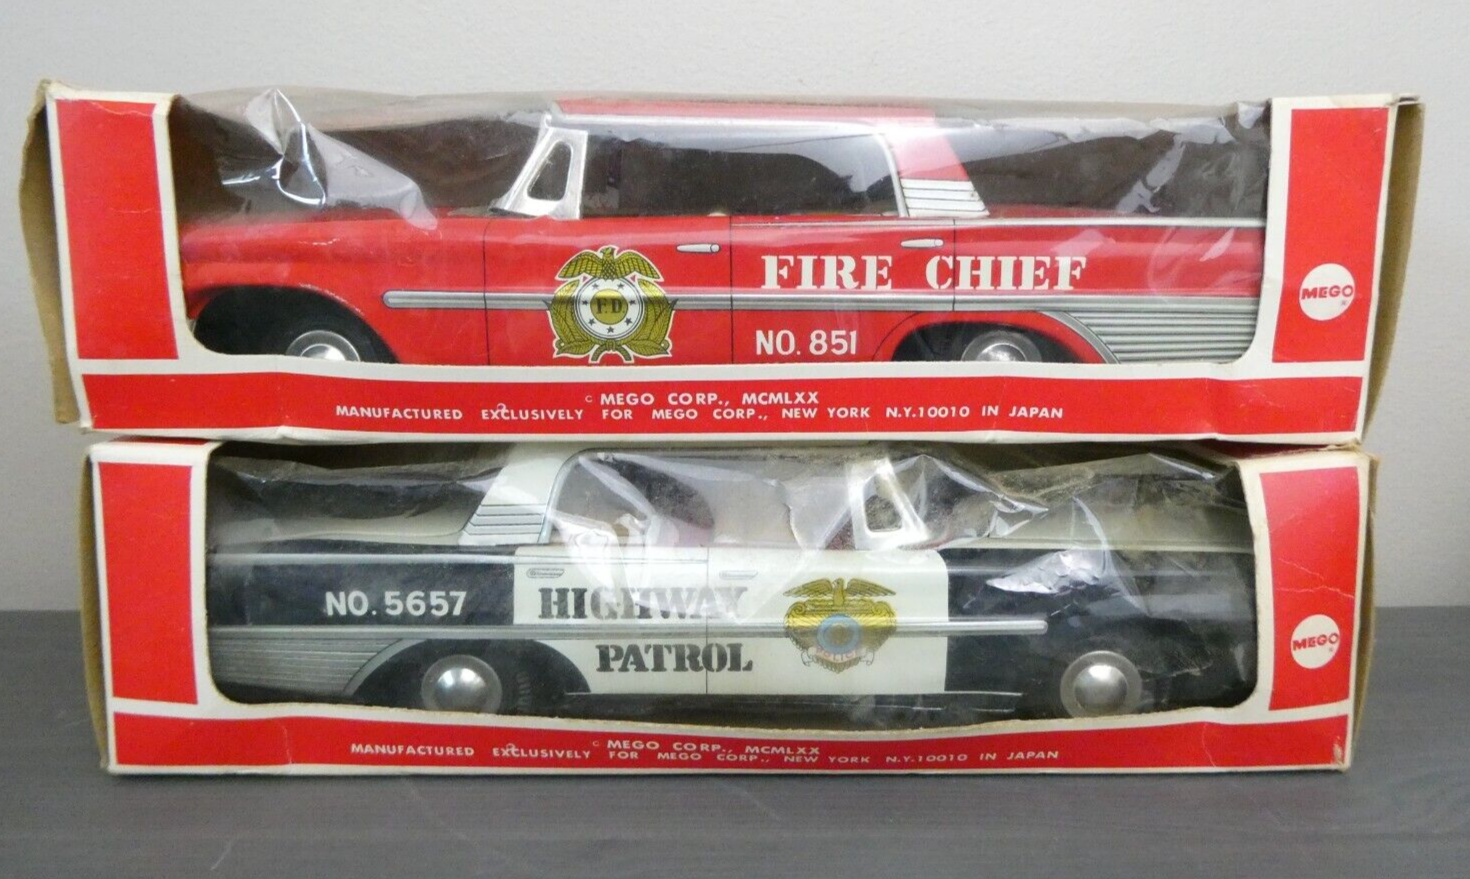 FIRE CHIEF
F.D
NO. 851
MEGO
®
© MEGO CORP., MCMLXX
MANUFACTURED EXCLUSIVELY FOR MEGO CORP., NEW YORK N.Y.10010 IN JAPAN
NO. 5657
HIGHWAY
PATROL
POLICE
MEGO
®
© MEGO CORP., MCMLXX
MANUFACTURED EXCLUSIVELY FOR MEGO CORP., NEW YORK N.Y.10010 IN JAPAN